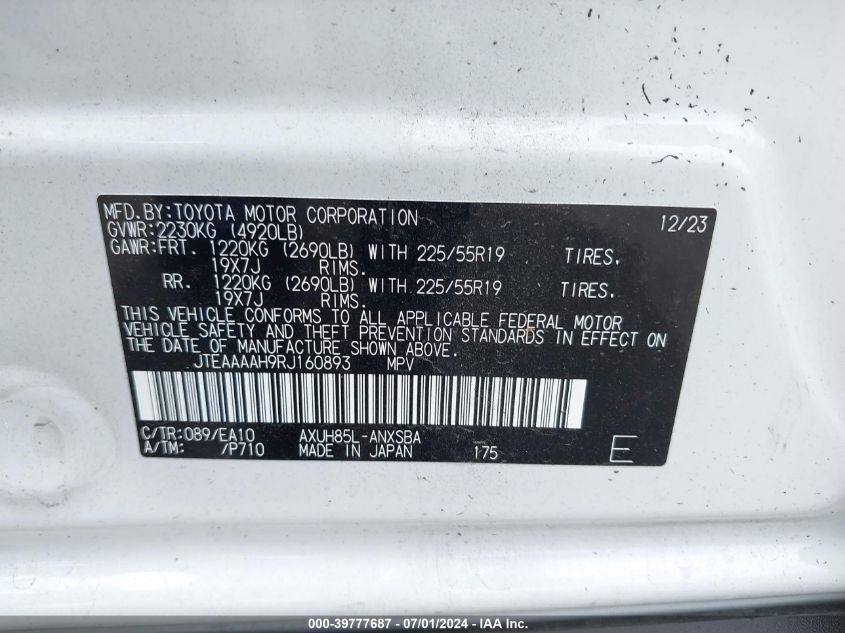 MFD.BY:TOYOTA MOTOR CORPORATION 12/23
GVWR:2230KG (4920LB)
GAWR:FRT. 1220KG (2690LB) WITH 225/55R19 TIRES,
19X7J RIMS.
RR. 1220KG (2690LB) WITH 225/55R19 TIRES,
19X7J RIMS.
THIS VEHICLE CONFORMS TO ALL APPLICABLE FEDERAL MOTOR
VEHICLE SAFETY AND THEFT PREVENTION STANDARDS IN EFFECT ON
THE DATE OF MANUFACTURE SHOWN ABOVE.
JTEAAAAH9RJ160893 MPV
C/TR:089/EA10 AXUH85L-ANXSBA
A/TM: /P710 MADE IN JAPAN 175 E
000-39777687 - 07/01/2024 - IAA Inc.